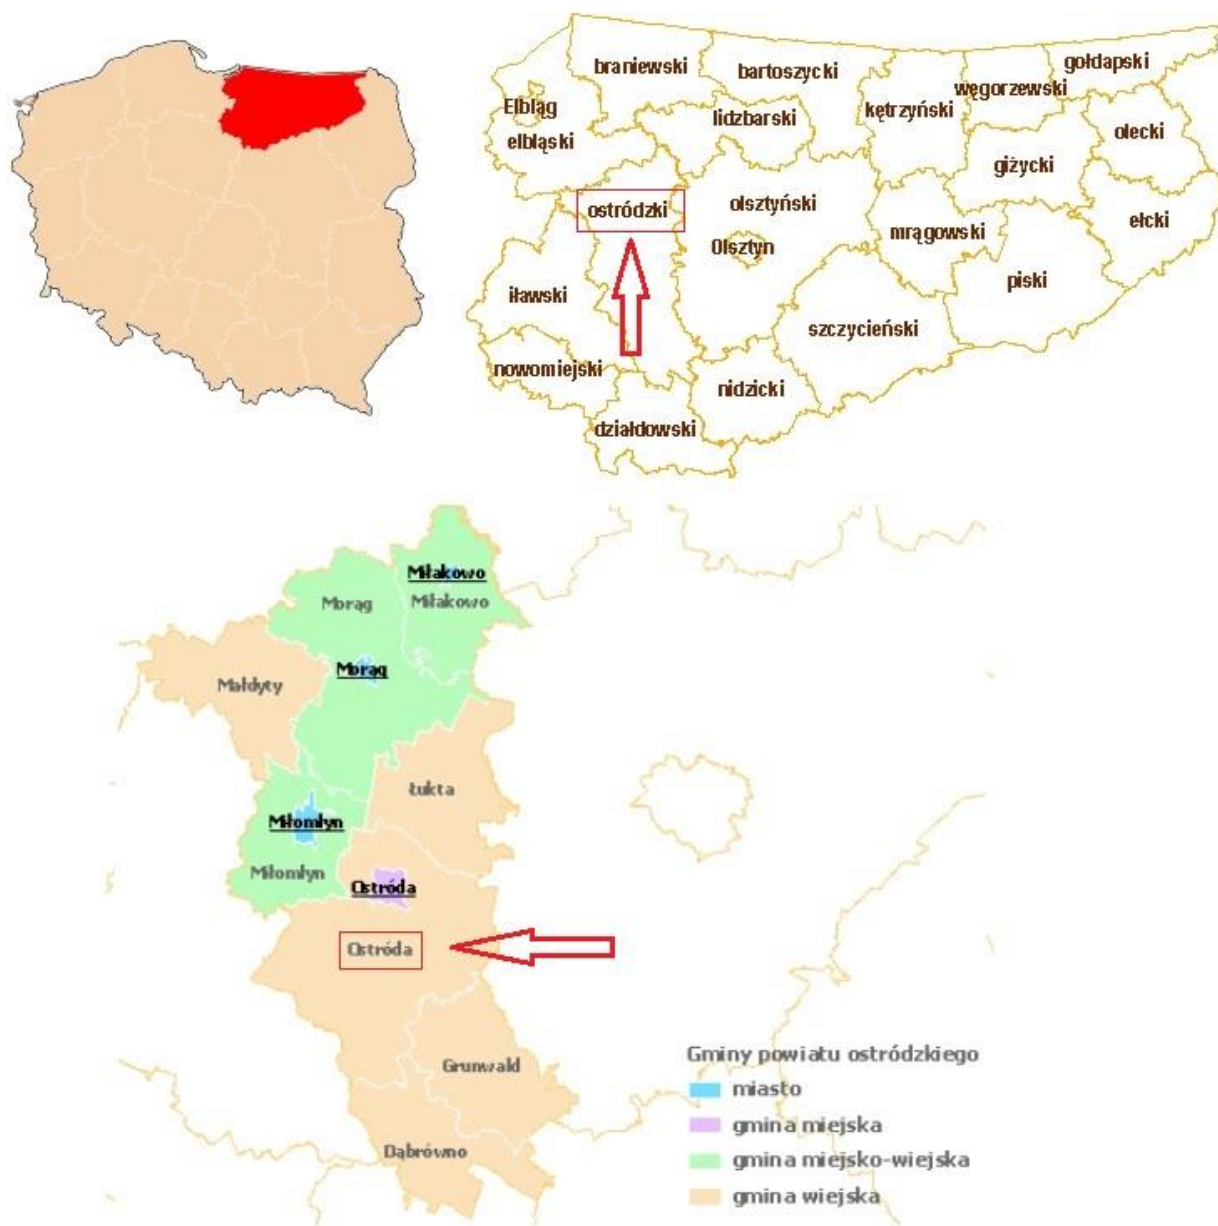 braniewski
bartoszycki
gołdapski
węgorzewski
Elbląg
kętrzyński
lidzbarski
olecki
elbląski
giżycki
ostródzki
olsztyński
ełcki
mrągowski
Olsztyn
piski
iławski
szczycieński
nowomiejski
nidzicki
działdowski
Miłakowo
Morąg
Miłakowo
Morąg
Małdyty
Łukta
Miłomłyn
Miłomłyn
Ostróda
Ostróda
Grunwald
Dąbrówno
Gminy powiatu ostródzkiego
miasto
gmina miejska
gmina miejsko-wiejska
gmina wiejska